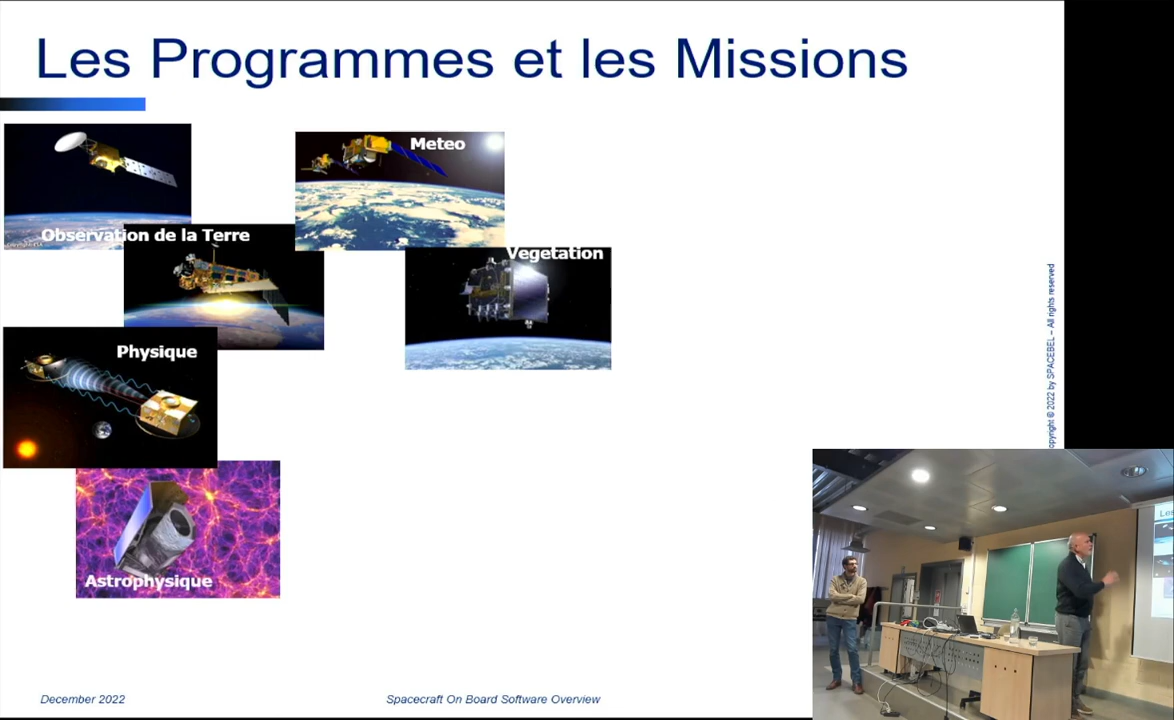 Les Programmes et les Missions
Meteo
Observation de la Terre
Vegetation
Physique
Astrophysique
opyright © 2022 by SPACEBEL – All rights reserved
December 2022
Spacecraft On Board Software Overview